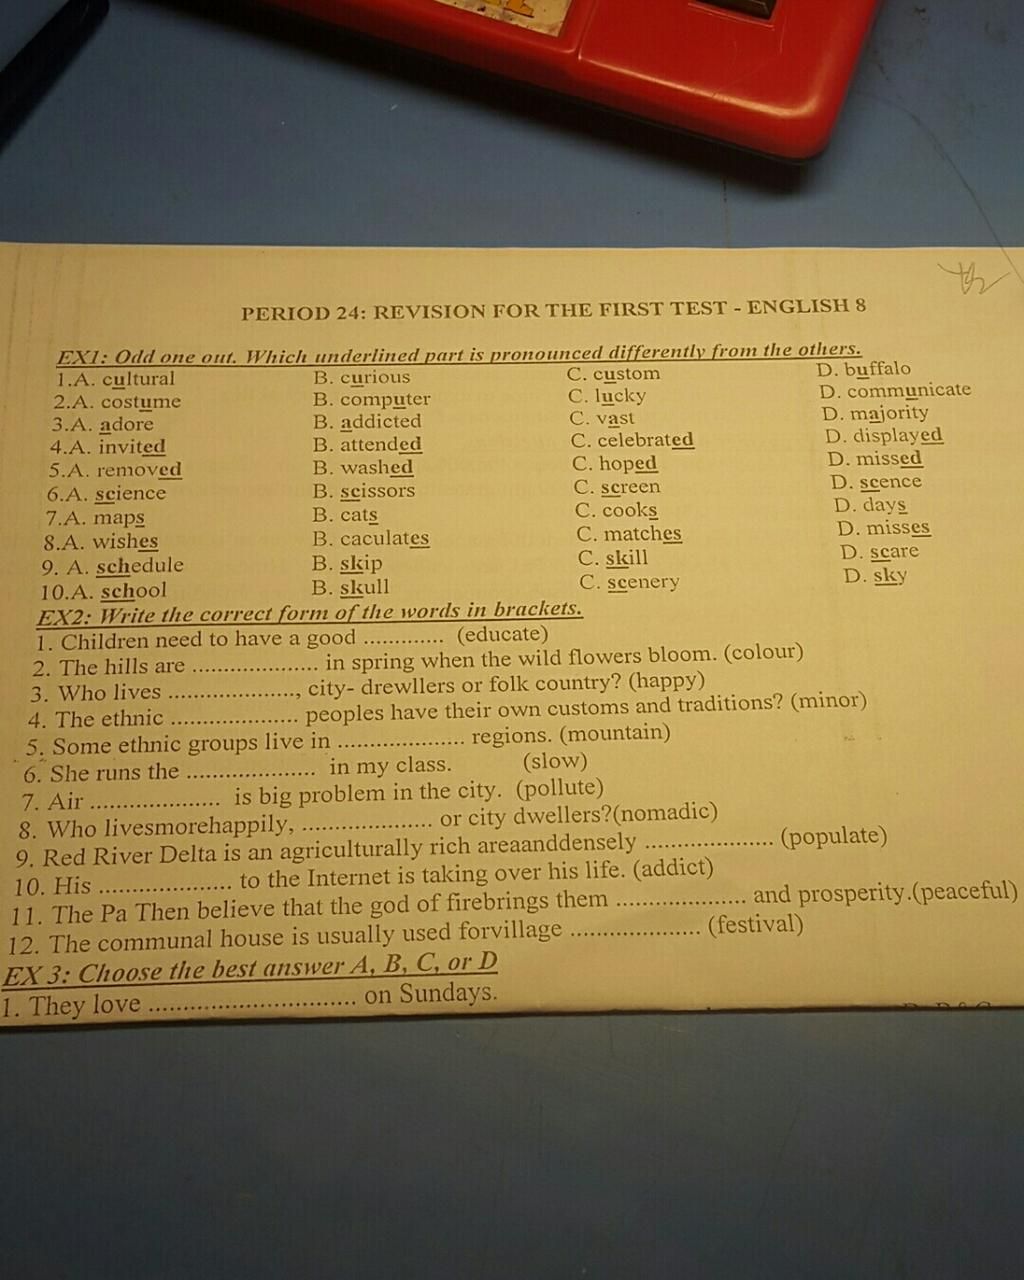 PERIOD 24: REVISION FOR THE FIRST TEST - ENGLISH 8
EX1: Odd one out. Which underlined part is pronounced differently from the others.
1.A. cultural B. curious C. custom D. buffalo
2.A. costume B. computer C. lucky D. communicate
3.A. adore B. addicted C. vast D. majority
4.A. invited B. attended C. celebrated D. displayed
5.A. removed B. washed C. hoped D. missed
6.A. science B. scissors C. screen D. scence
7.A. maps B. cats C. cooks D. days
8.A. wishes B. caculates C. matches D. misses
9. A. schedule B. skip C. skill D. scare
10.A. school B. skull C. scenery D. sky
EX2: Write the correct form of the words in brackets.
1. Children need to have a good ............ (educate)
2. The hills are ................... in spring when the wild flowers bloom. (colour)
3. Who lives ..................., city- drewllers or folk country? (happy)
4. The ethnic ................... peoples have their own customs and traditions? (minor)
5. Some ethnic groups live in ................... regions. (mountain)
6. She runs the ................... in my class. (slow)
7. Air ................... is big problem in the city. (pollute)
8. Who livesmorehappily, ................... or city dwellers?(nomadic)
9. Red River Delta is an agriculturally rich areaanddensely ................... (populate)
10. His ................... to the Internet is taking over his life. (addict)
11. The Pa Then believe that the god of firebrings them ................... and prosperity.(peaceful)
12. The communal house is usually used forvillage ................... (festival)
EX 3: Choose the best answer A, B, C, or D
1. They love ............................... on Sundays.